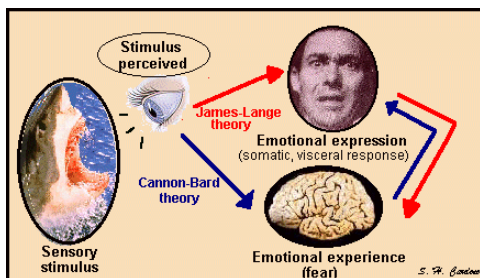 Stimulus
perceived
James-Lange
theory
Emotional expression
(somatic, visceral response)
Cannon-Bard
theory
Sensory
stimulus
Emotional experience
(fear)
S. H. Cardoso